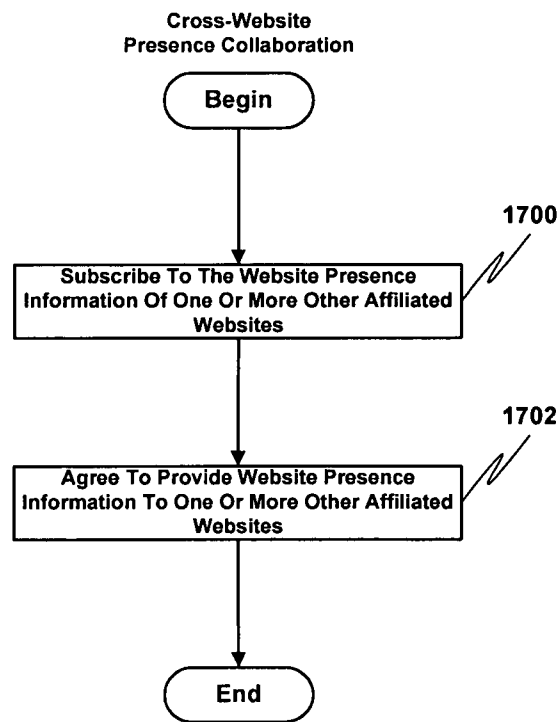 Cross-Website
Presence Collaboration
Begin
1700
Subscribe To The Website Presence
Information Of One Or More Other Affiliated
Websites
1702
Agree To Provide Website Presence
Information To One Or More Other Affiliated
Websites
End